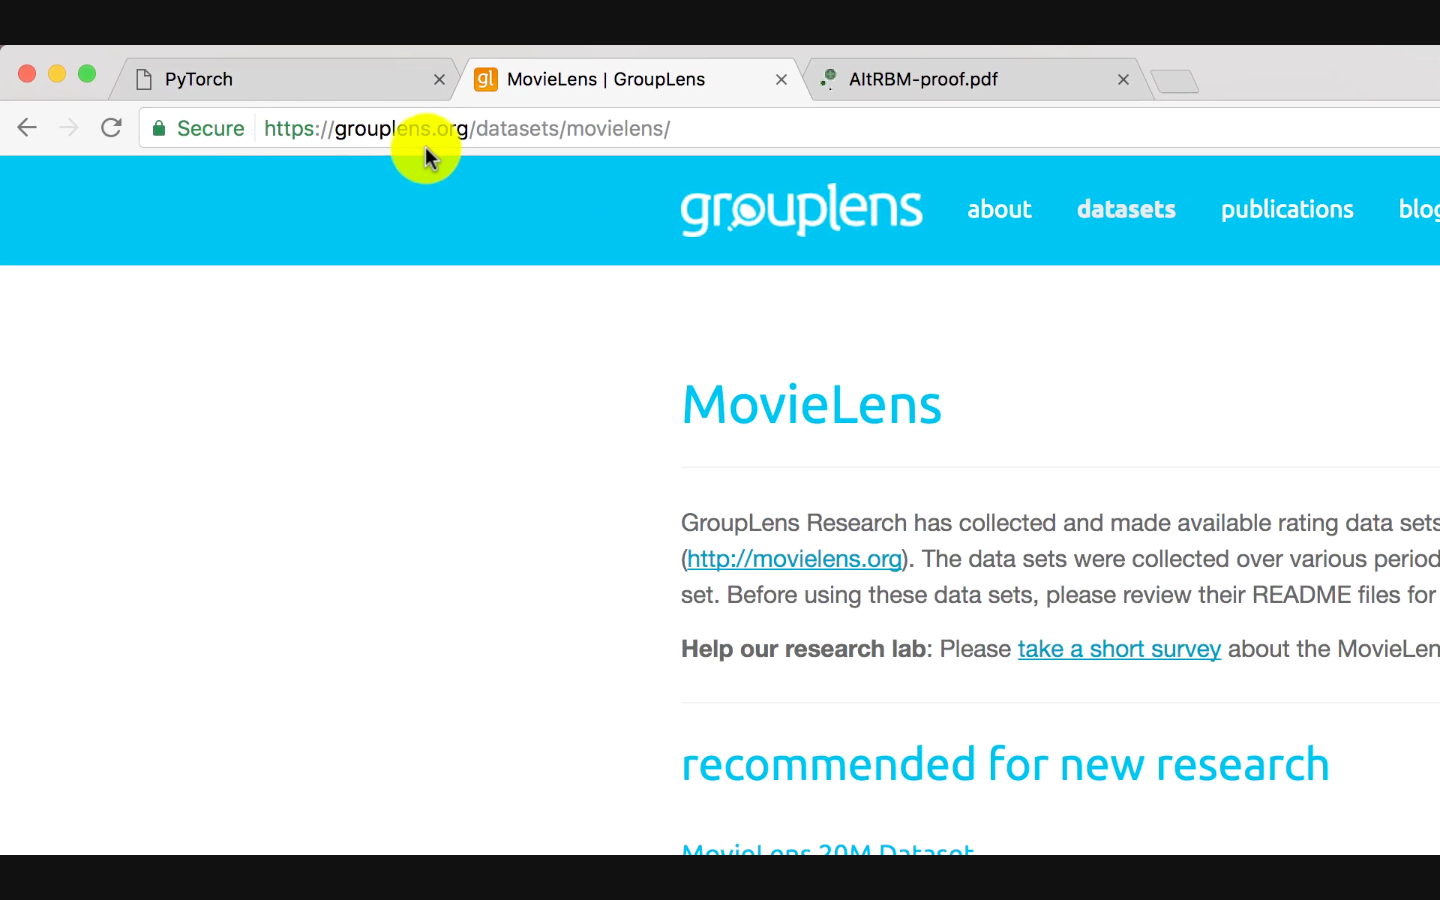 PyTorch
MovieLens | GroupLens
AltRBM-proof.pdf
Secure https://grouplens.org/datasets/movielens/
grouplens about datasets publications blog
MovieLens
GroupLens Research has collected and made available rating data sets
(http://movielens.org). The data sets were collected over various
set. Before using these data sets, please review their README files for
Help our research lab: Please take a short survey about the
recommended for new research
MovieLens 20M Dataset